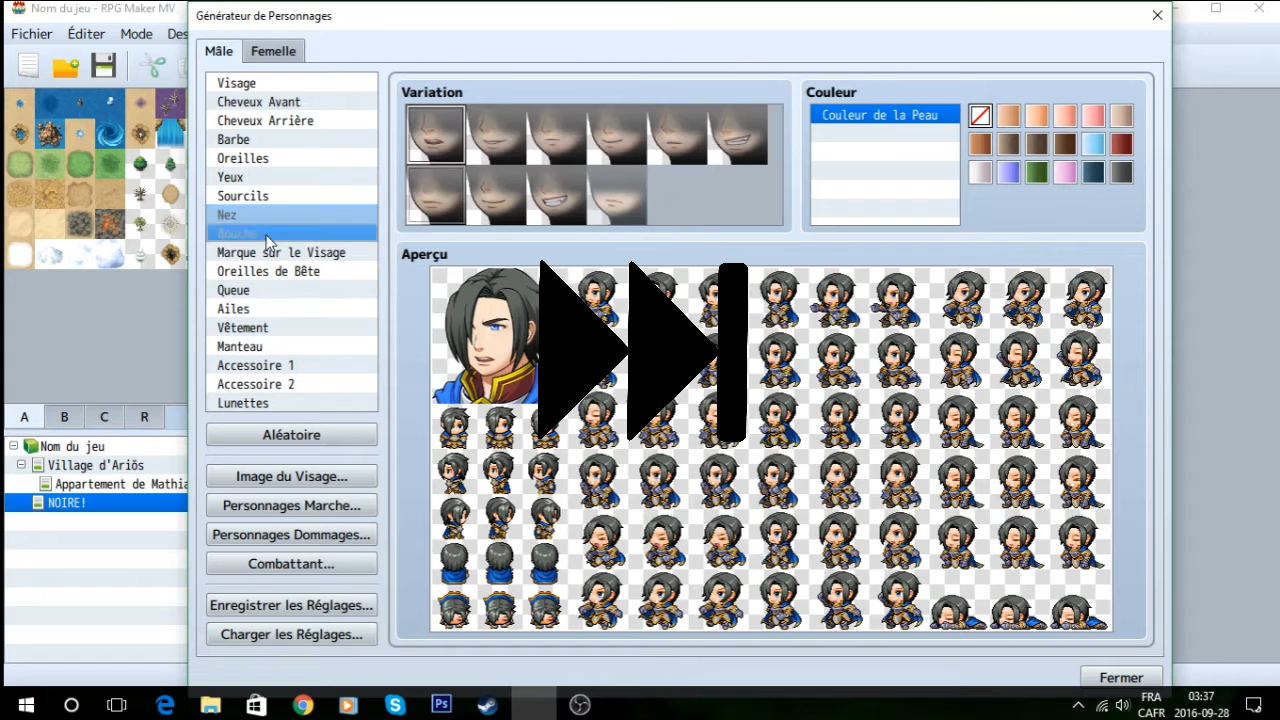 Nom du jeu - RPG Maker MV
Générateur de Personnages
Fichier Éditer Mode Des
Mâle Femelle
Visage
Cheveux Avant
Cheveux Arrière
Barbe
Oreilles
Yeux
Sourcils
Nez
Bouche
Marque sur le Visage
Oreilles de Bête
Queue
Ailes
Vêtement
Manteau
Accessoire 1
Accessoire 2
Lunettes
Variation
Couleur
Couleur de la Peau
Aperçu
Aléatoire
Image du Visage...
Personnages Marche...
Personnages Dommages...
Combattant...
Enregistrer les Réglages...
Charger les Réglages...
A B C R
Nom du jeu
Village d'Ariös
Appartement de Mathia
NOIRE!
Fermer
Ps
FRA
CAFR
03:37
2016-09-28